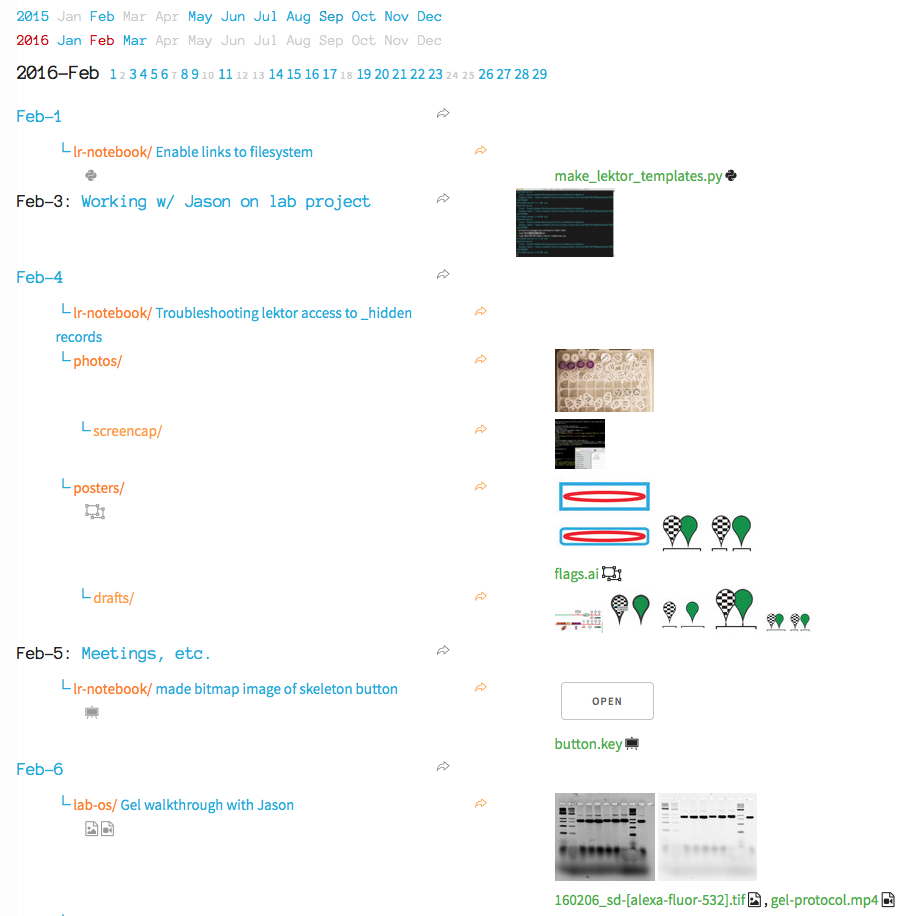 2015 Jan Feb Mar Apr May Jun Jul Aug Sep Oct Nov Dec
2016 Jan Feb Mar Apr May Jun Jul Aug Sep Oct Nov Dec
2016-Feb 1 2 3 4 5 6 7 8 9 10 11 12 13 14 15 16 17 18 19 20 21 22 23 24 25 26 27 28 29
Feb-1
lr-notebook/ Enable links to filesystem
make_lektor_templates.py
Feb-3: Working w/ Jason on lab project
Feb-4
lr-notebook/ Troubleshooting lektor access to _hidden
records
photos/
screencap/
posters/
flags.ai
drafts/
Feb-5: Meetings, etc.
lr-notebook/ made bitmap image of skeleton button
OPEN
button.key
Feb-6
lab-os/ Gel walkthrough with Jason
160206_sd-[alexa-fluor-532].tif , gel-protocol.mp4